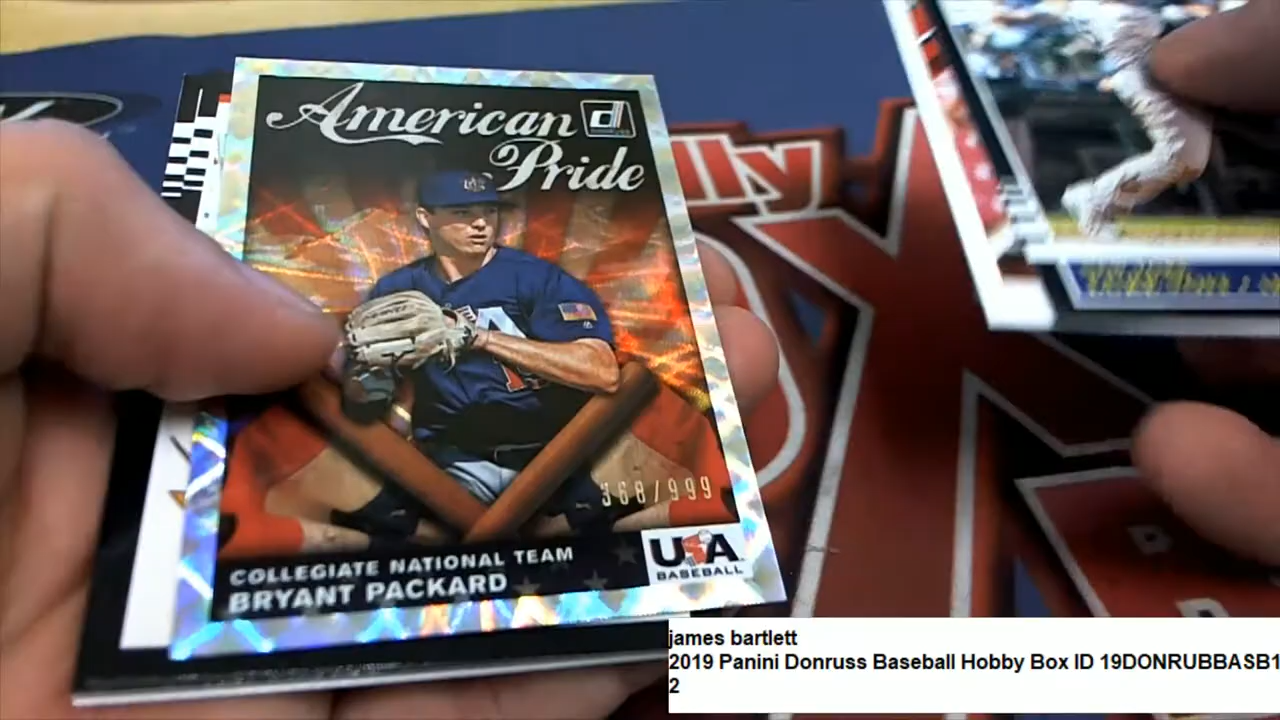 American
Pride
368/999
COLLEGIATE NATIONAL TEAM
BRYANT PACKARD
USA
BASEBALL
lly
james bartlett
2019 Panini Donruss Baseball Hobby Box ID 19DONRUBBASB1
2